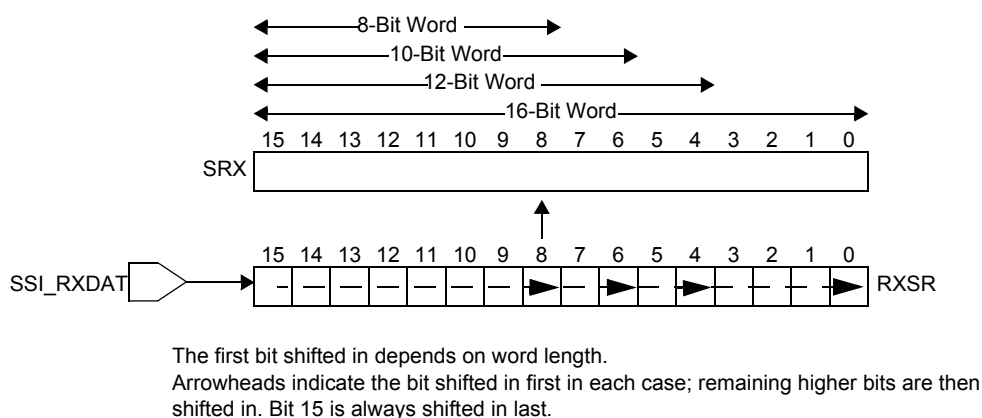 8-Bit Word
10-Bit Word
12-Bit Word
16-Bit Word
15 14 13 12 11 10 9 8 7 6 5 4 3 2 1 0
SRX
15 14 13 12 11 10 9 8 7 6 5 4 3 2 1 0
SSI_RXDAT RXSR
The first bit shifted in depends on word length.
Arrowheads indicate the bit shifted in first in each case; remaining higher bits are then
shifted in. Bit 15 is always shifted in last.